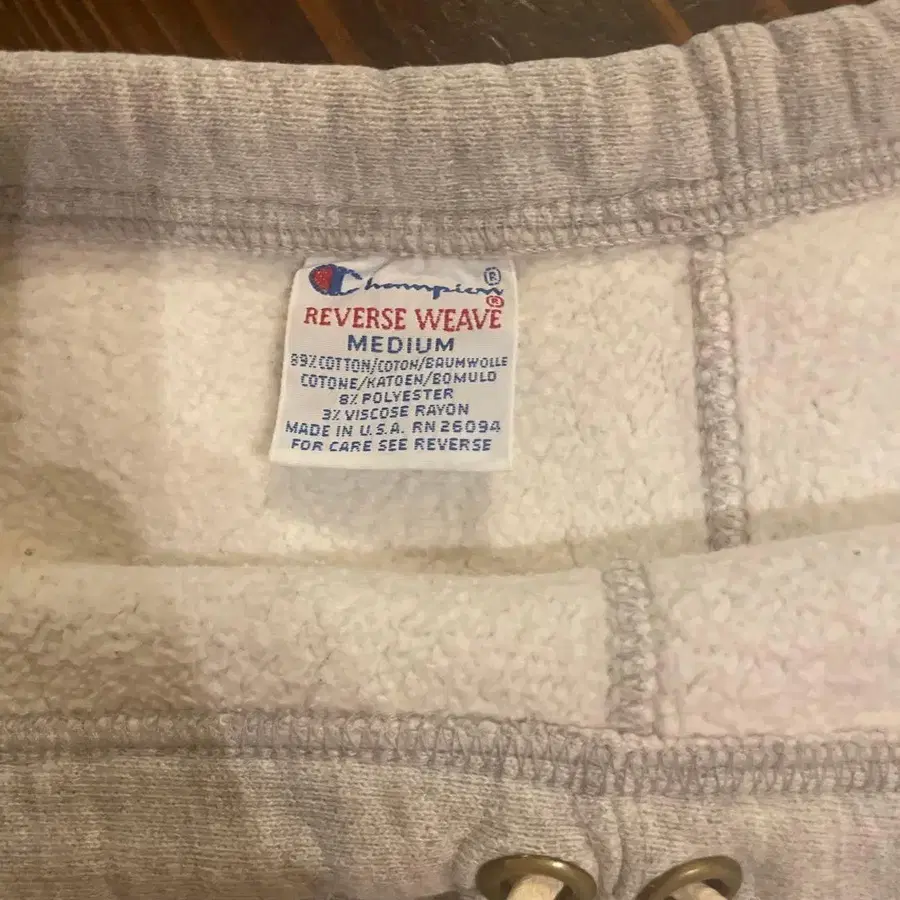 Champion®
REVERSE WEAVE®
MEDIUM
89% COTTON/COTON/BAUMWOLLE
COTONE/KATOEN/BOMULD
8% POLYESTER
3% VISCOSE RAYON
MADE IN U.S.A. RN 26094
FOR CARE SEE REVERSE